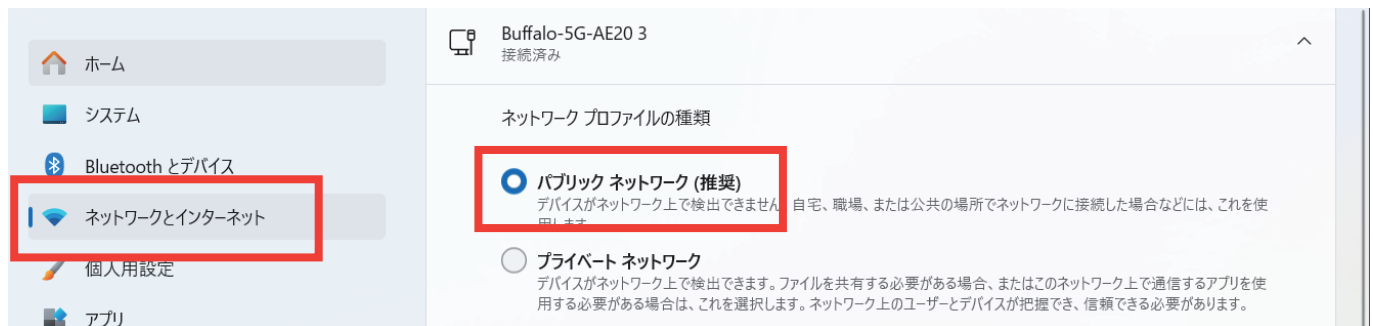 ホーム
システム
Bluetooth とデバイス
ネットワークとインターネット
個人用設定
アプリ
Buffalo-5G-AE20 3
接続済み
ネットワーク プロファイルの種類
パブリック ネットワーク (推奨)
デバイスがネットワーク上で検出できません 自宅、職場、または公共の場所でネットワークに接続した場合などには、これを使
用します
プライベート ネットワーク
デバイスがネットワーク上で検出できます。ファイルを共有する必要がある場合、またはこのネットワーク上で通信するアプリを使
用する必要がある場合は、これを選択します。ネットワーク上のユーザーとデバイスが把握でき、信頼できる必要があります。